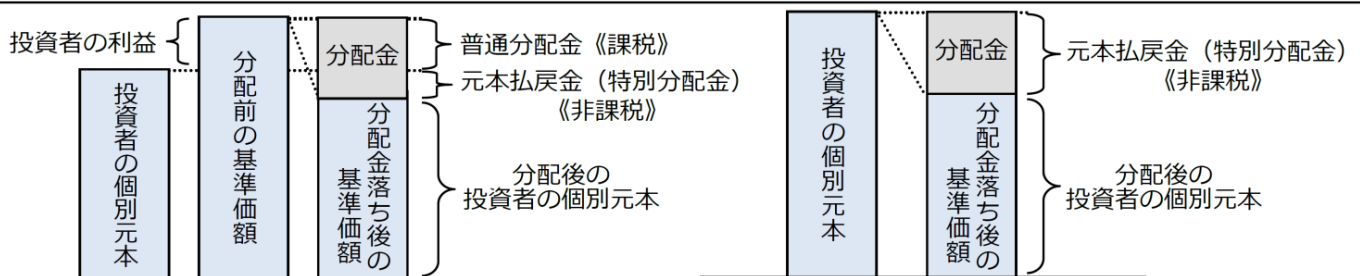 投資者の利益
投資者の個別元本
分配前の基準価額
分配金
分配金落ち後の
基準価額
普通分配金《課税》
元本払戻金（特別分配金）
《非課税》
分配後の
投資者の個別元本
投資者の個別元本
分配金
分配金落ち後の
基準価額
元本払戻金（特別分配金）
《非課税》
分配後の
投資者の個別元本